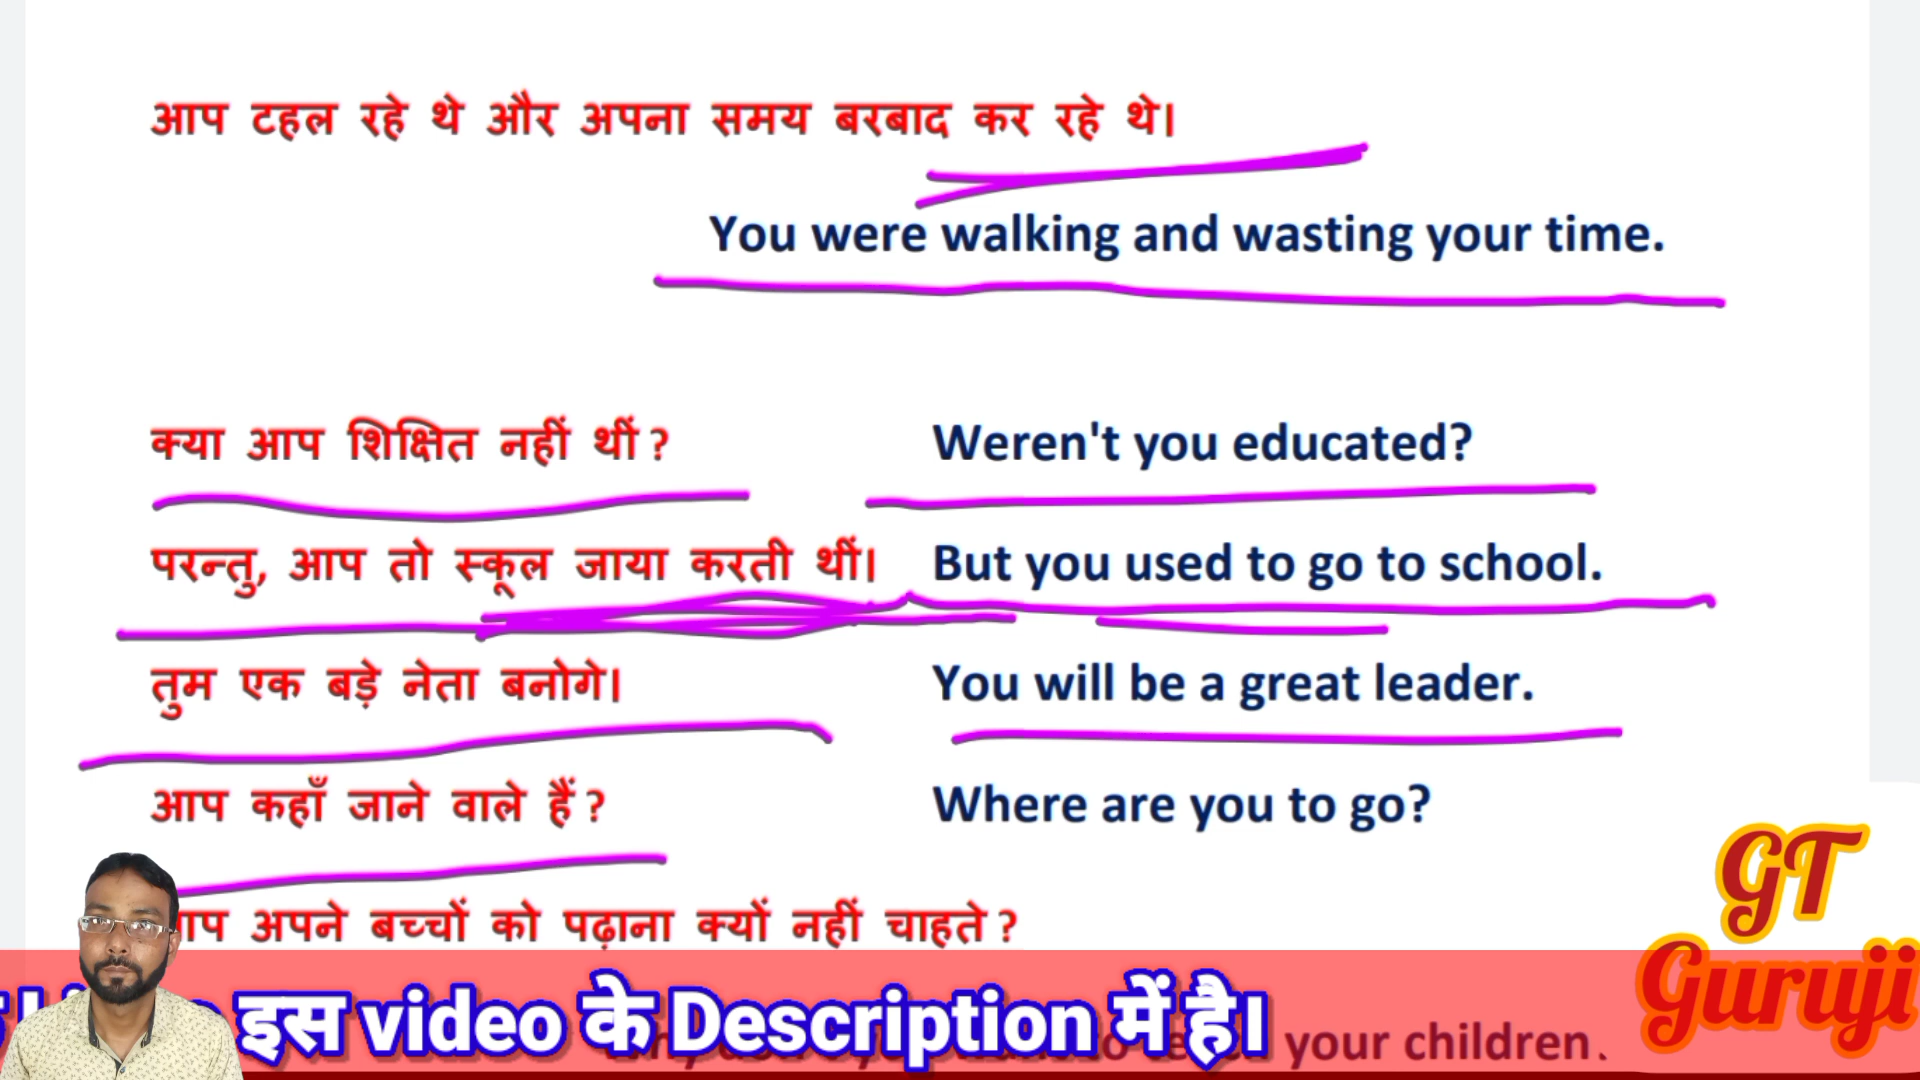 आप टहल रहे थे और अपना समय बरबाद कर रहे थे।
You were walking and wasting your time.
क्या आप शिक्षित नहीं थीं ? Weren't you educated?
परन्तु, आप तो स्कूल जाया करती थीं। But you used to go to school.
तुम एक बड़े नेता बनोगे। You will be a great leader.
आप कहाँ जाने वाले हैं ? Where are you to go?
अपने बच्चों को पढ़ाना क्यों नहीं चाहते ?
your children.
इस video के Description में है।
GT
Guruji